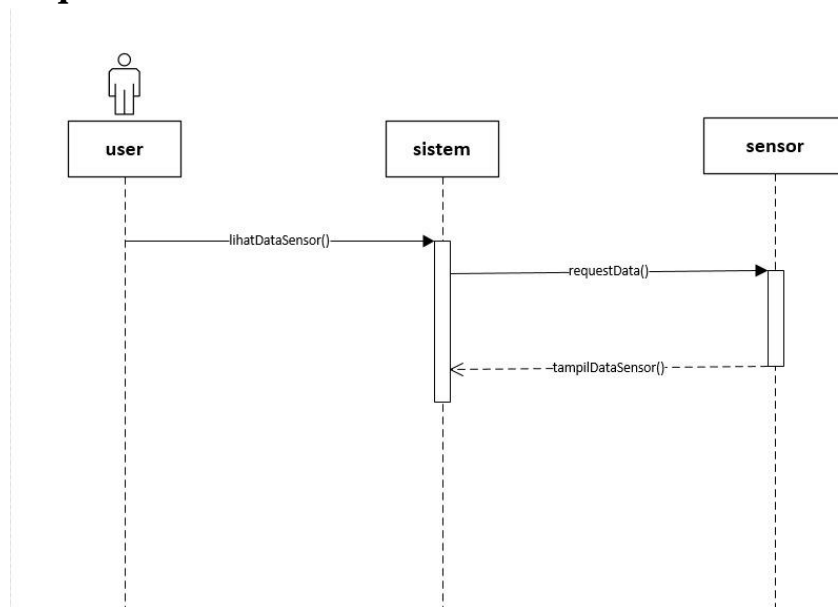 user
sistem
sensor
lihatDataSensor()
requestData()
tampilDataSensor()